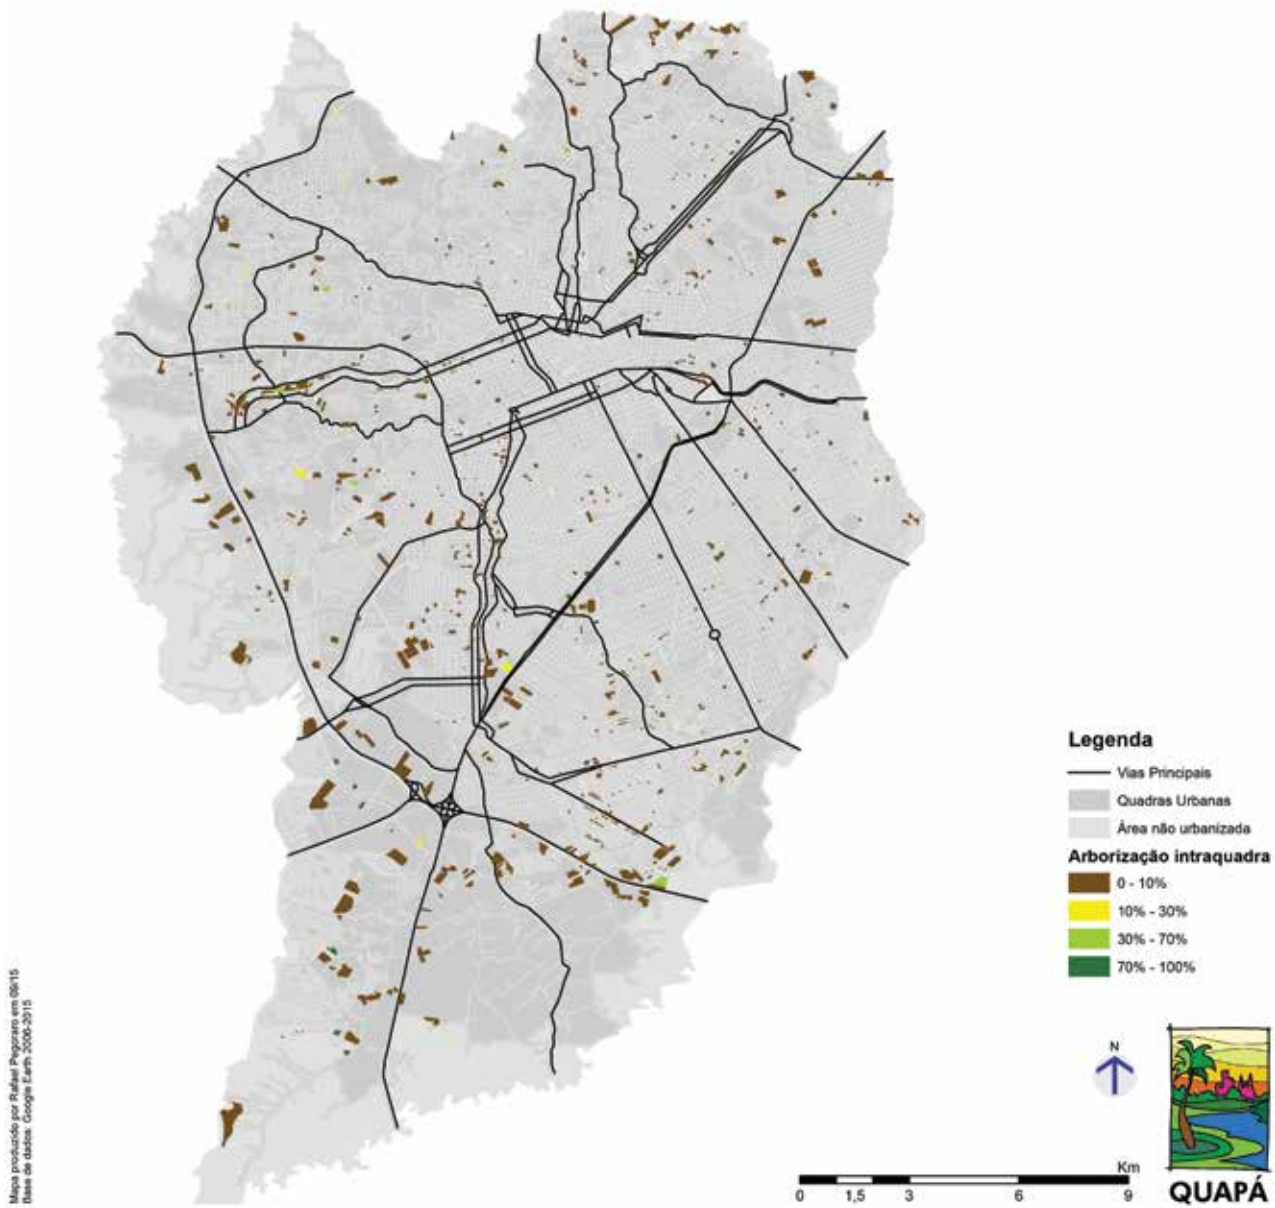 Legenda
Vias Principais
Quadras Urbanas
Área não urbanizada
Arborização intraquadra
0 - 10%
10% - 30%
30% - 70%
70% - 100%
N
Km
0 1,5 3 6 9
QUAPÁ
Mapa produzido por Rafael Pegoraro em 09/15
Base de dados: Google Earth 2006-2015